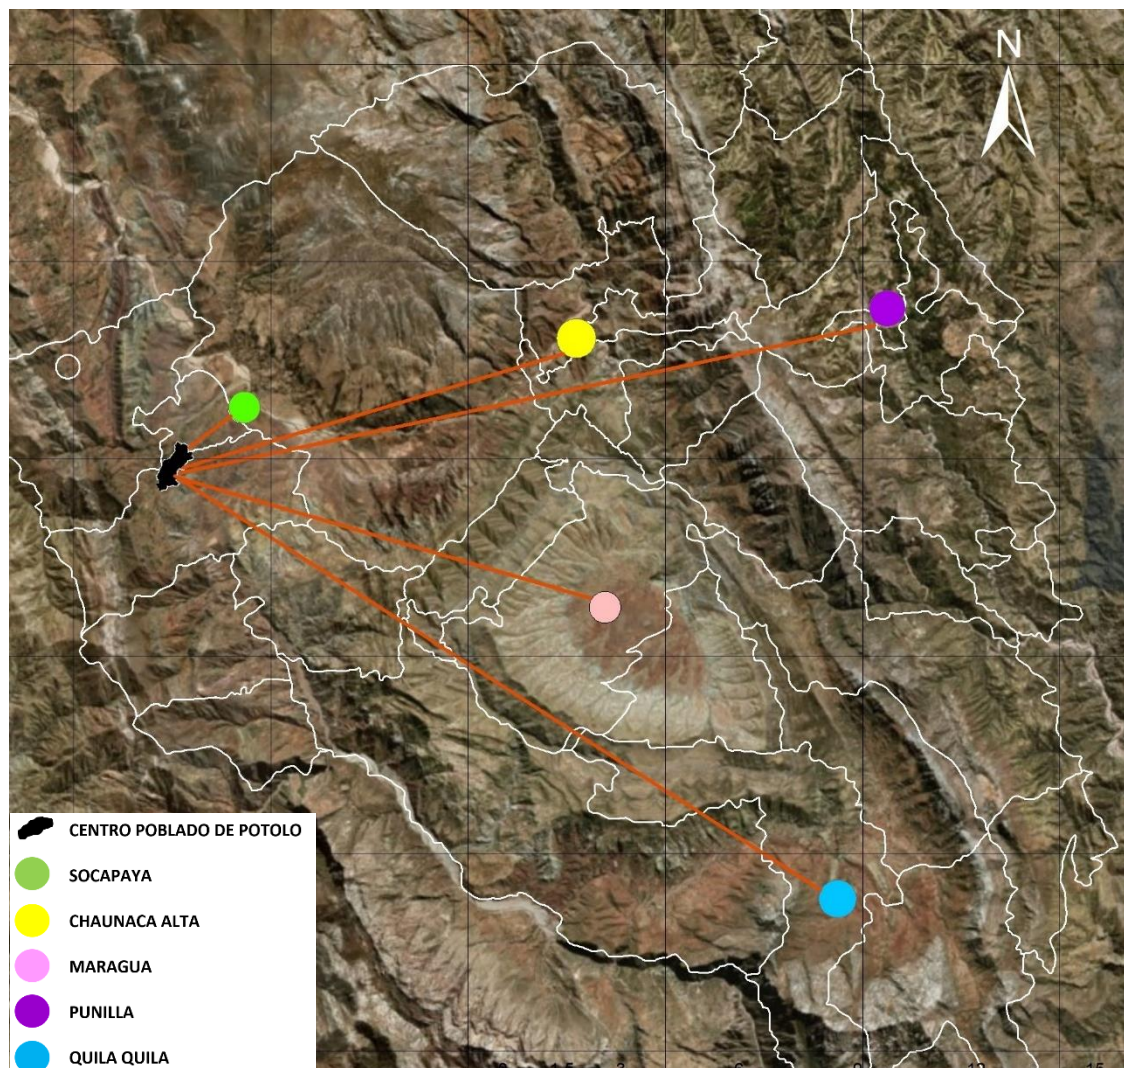 N
CENTRO POBLADO DE POTOLO
SOCAPAYA
CHAUNACA ALTA
MARAGUA
PUNILLA
QUILA QUILA